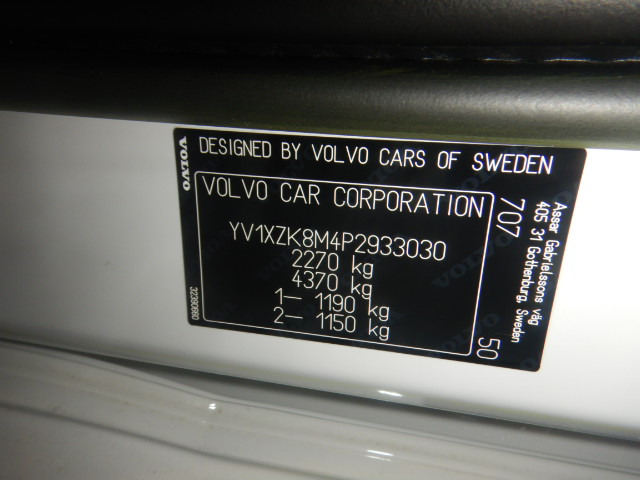 VOLVO
DESIGNED BY VOLVO CARS OF SWEDEN
VOLVO CAR CORPORATION
YV1XZK8M4P2933030
2270 kg
4370 kg
1– 1190 kg
2– 1150 kg
707
50
Assar Gabrielssons väg
405 31 Gothenburg, Sweden